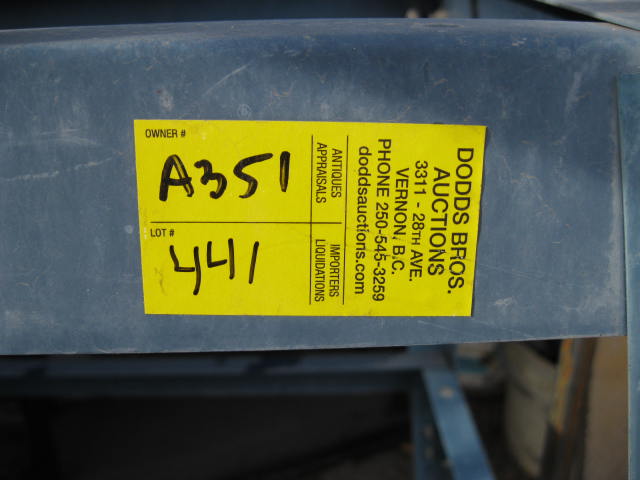 OWNER #
A351
LOT #
441
ANTIQUES
APPRAISALS
IMPORTERS
LIQUIDATIONS
DODDS BROS.
AUCTIONS
3311 - 28TH AVE.
VERNON, B.C.
PHONE 250-545-3259
doddsauctions.com